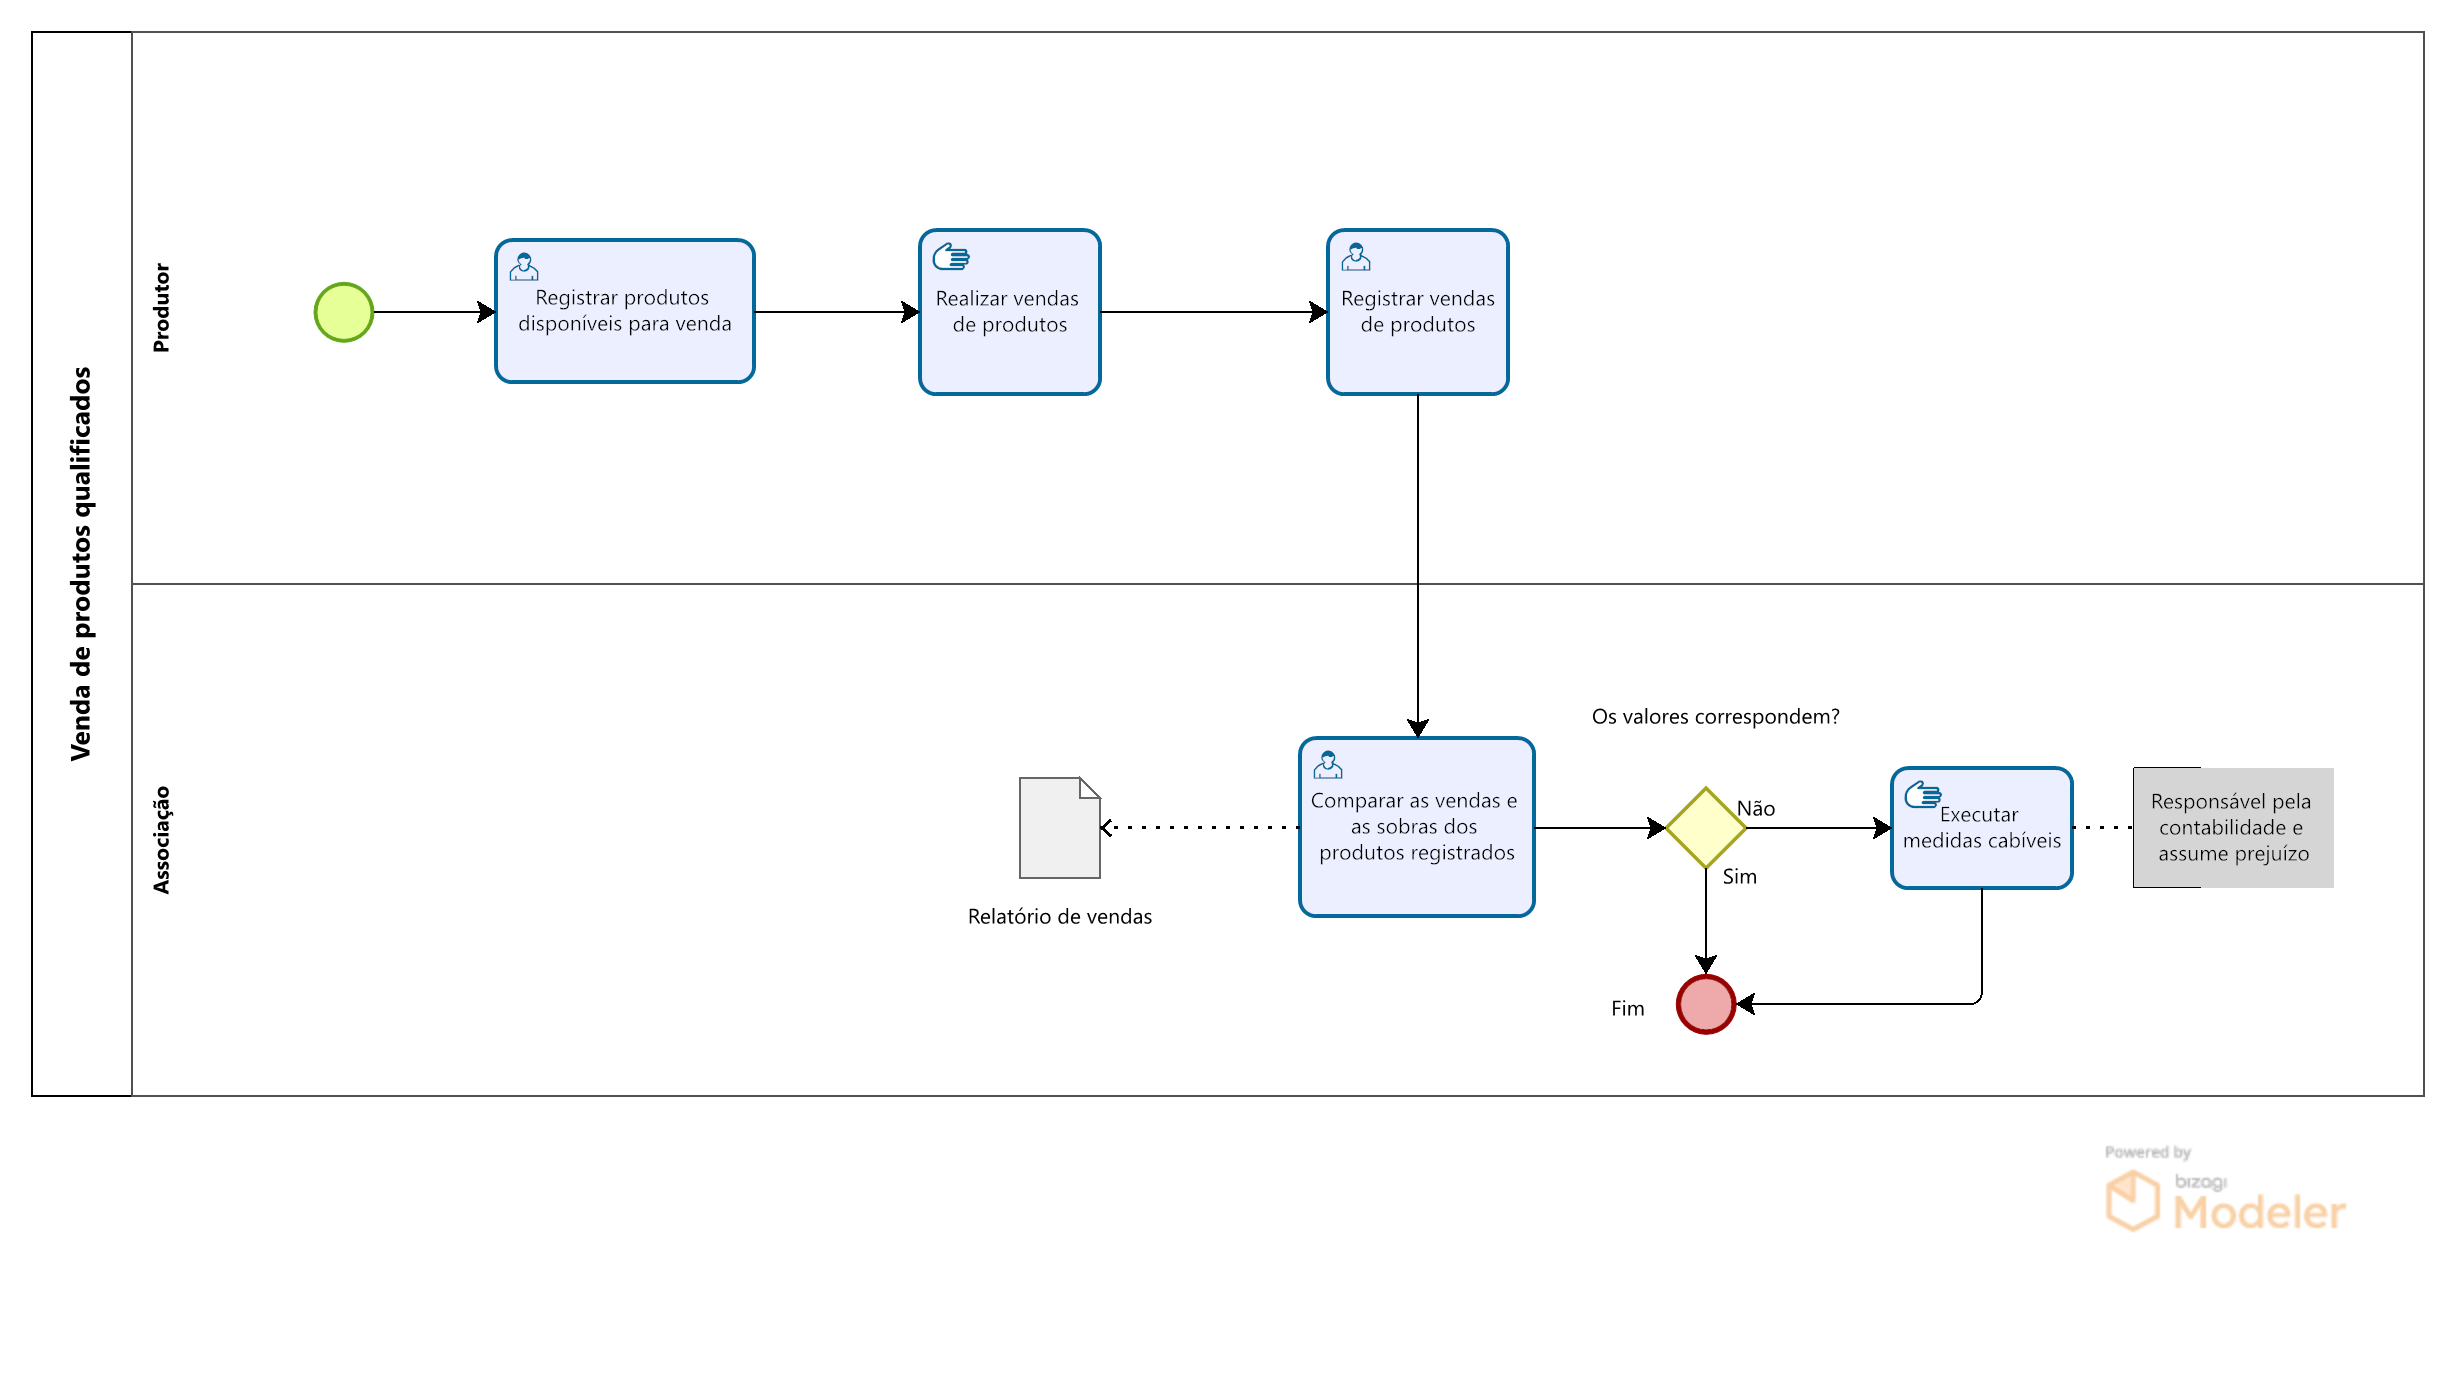 Venda de produtos qualificados
Produtor
Registrar produtos
disponíveis para venda
Realizar vendas
de produtos
Registrar vendas
de produtos
Associação
Relatório de vendas
Comparar as vendas e
as sobras dos
produtos registrados
Os valores correspondem?
Não
Sim
Executar
medidas cabíveis
Responsável pela
contabilidade e
assume prejuízo
Fim
Powered by
bizagi
Modeler